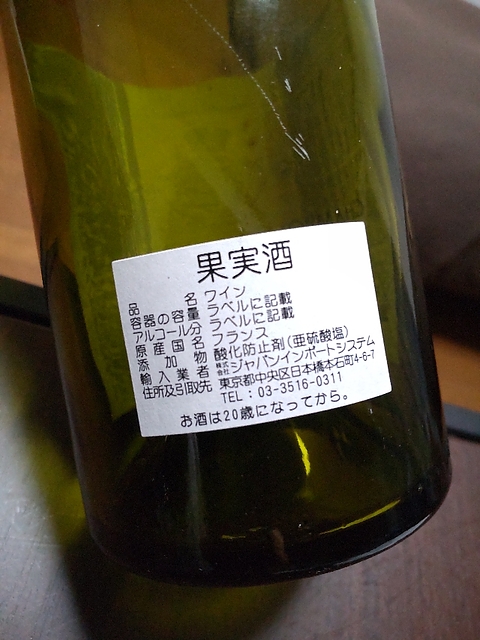 果実酒
品名 ワイン
容器の容量 ラベルに記載
アルコール分 ラベルに記載
原産国名 フランス
添加物 酸化防止剤(亜硫酸塩)
輸入業者 株式会社ジャパンインポートシステム
住所及引取先 東京都中央区日本橋本石町4-6-7
TEL:03-3516-0311
お酒は20歳になってから。